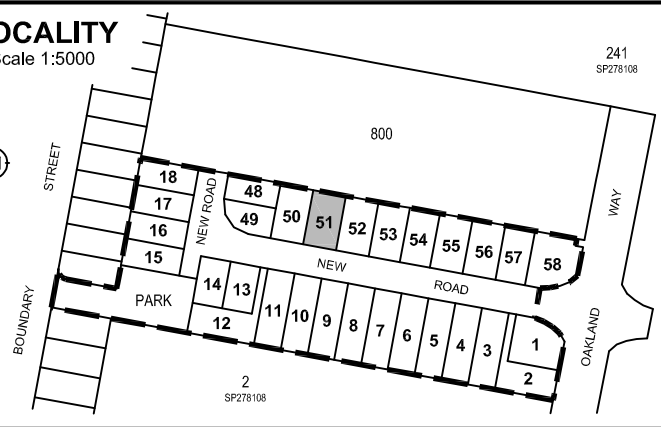 OCALITY
Scale 1:5000
241
SP278108
800
STREET
WAY
18
17
16
15
NEW ROAD
48
49
50
51
52
53
54
55
56
57
58
NEW
ROAD
PARK
14
13
12
11
10
9
8
7
6
5
4
3
1
2
BOUNDARY
OAKLAND
2
SP278108